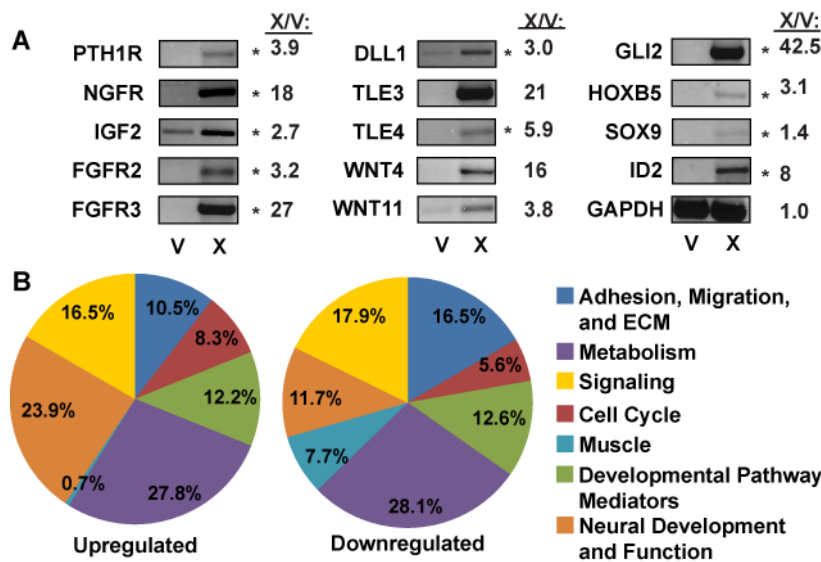 A
X/V:
PTH1R * 3.9
NGFR * 18
IGF2 * 2.7
FGFR2 * 3.2
FGFR3 * 27
V X
X/V:
DLL1 * 3.0
TLE3 21
TLE4 * 5.9
WNT4 16
WNT11 3.8
V X
X/V:
GLI2 * 42.5
HOXB5 * 3.1
SOX9 * 1.4
ID2 * 8
GAPDH 1.0
V X
B
16.5%
10.5%
8.3%
12.2%
27.8%
0.7%
23.9%
Upregulated
17.9%
16.5%
5.6%
12.6%
28.1%
7.7%
11.7%
Downregulated
Adhesion, Migration,
and ECM
Metabolism
Signaling
Cell Cycle
Muscle
Developmental Pathway
Mediators
Neural Development
and Function